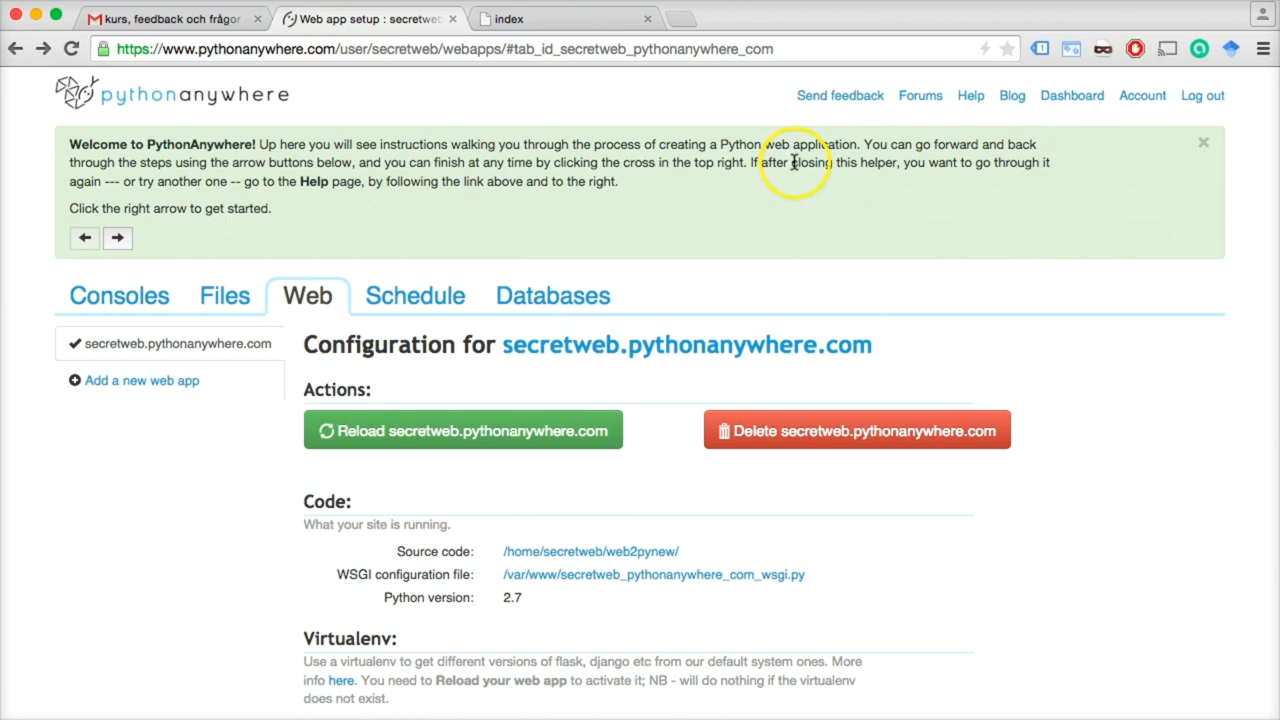 kurs, feedback och frågor
Web app setup : secretweb
index
https://www.pythonanywhere.com/user/secretweb/webapps/#tab_id_secretweb_pythonanywhere_com
pythonanywhere
Send feedback Forums Help Blog Dashboard Account Log out
Welcome to PythonAnywhere! Up here you will see instructions walking you through the process of creating a Python web application. You can go forward and back
through the steps using the arrow buttons below, and you can finish at any time by clicking the cross in the top right. If after closing this helper, you want to go through it
again --- or try another one -- go to the Help page, by following the link above and to the right.
Click the right arrow to get started.
Consoles Files Web Schedule Databases
secretweb.pythonanywhere.com
Add a new web app
Configuration for secretweb.pythonanywhere.com
Actions:
Reload secretweb.pythonanywhere.com
Delete secretweb.pythonanywhere.com
Code:
What your site is running.
Source code: /home/secretweb/web2pynew/
WSGI configuration file: /var/www/secretweb_pythonanywhere_com_wsgi.py
Python version: 2.7
Virtualenv:
Use a virtualenv to get different versions of flask, django etc from our default system ones. More
info here. You need to Reload your web app to activate it; NB - will do nothing if the virtualenv
does not exist.